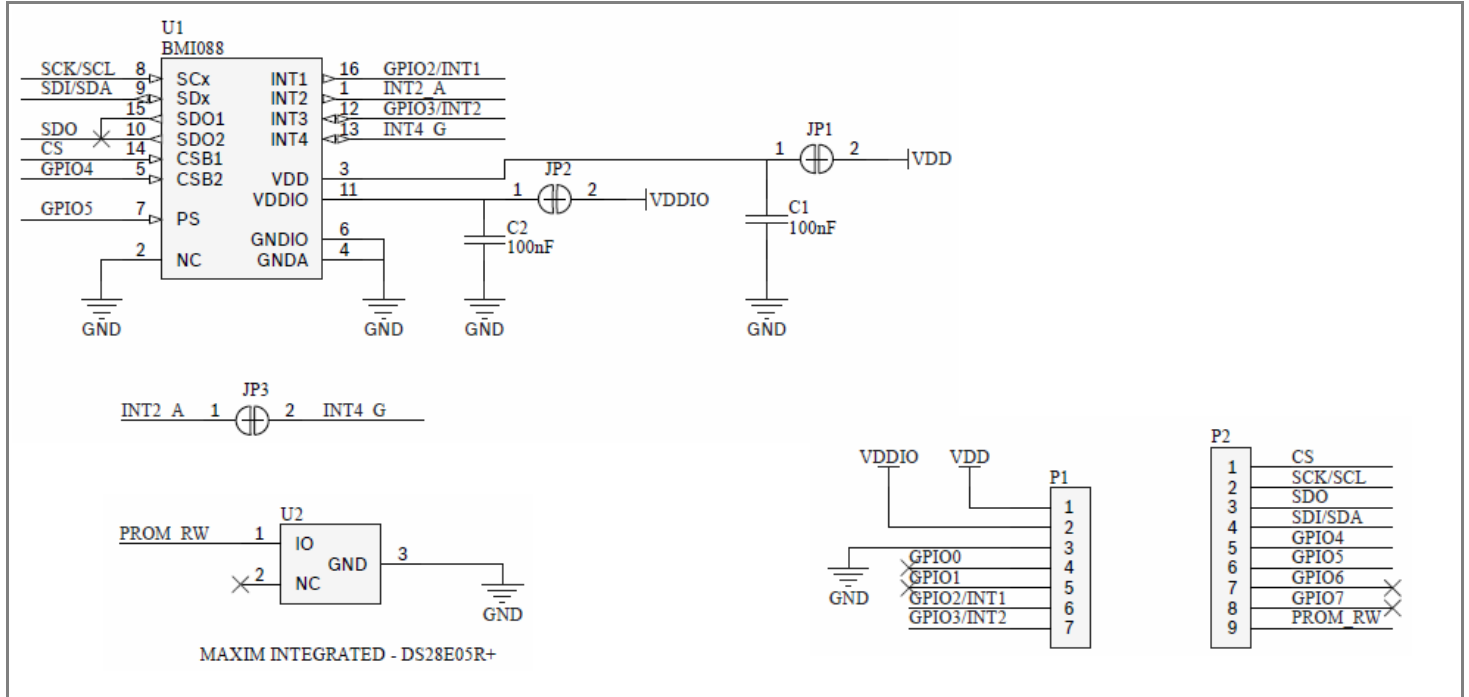 U1
BMI088
SCK/SCL 8 SCx INT1 16 GPIO2/INT1
SDI/SDA 9 SDx INT2 1 INT2_A
15 SDO1 INT3 12 GPIO3/INT2
SDO 10 SDO2 INT4 13 INT4_G
CS 14 CSB1
GPIO4 5 CSB2 VDD 3
JP1
1 2 VDD
VDDIO 11
JP2
1 2 VDDIO
GPIO5 7 PS
C1
100nF
C2
100nF
GNDIO 6
2 NC GNDA 4
GND GND GND GND
JP3
INT2_A 1 2 INT4_G
U2
PROM_RW 1 IO
GND 3
2 NC
GND
MAXIM INTEGRATED - DS28E05R+
VDDIO VDD
P1
1
2
3
GPIO0 4
GPIO1 5
GPIO2/INT1 6
GPIO3/INT2 7
GND
P2
1 CS
2 SCK/SCL
3 SDO
4 SDI/SDA
5 GPIO4
6 GPIO5
7 GPIO6
8 GPIO7
9 PROM_RW